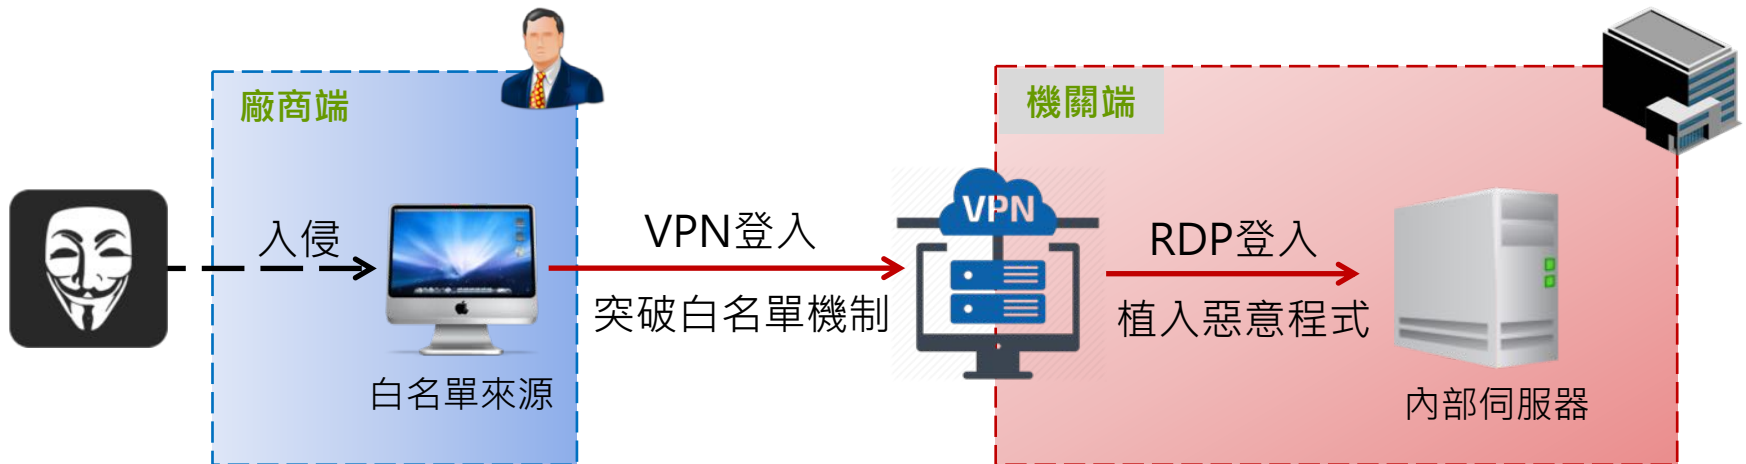 廠商端
機關端
入侵
VPN登入
突破白名單機制
VPN
RDP登入
植入惡意程式
白名單來源
內部伺服器